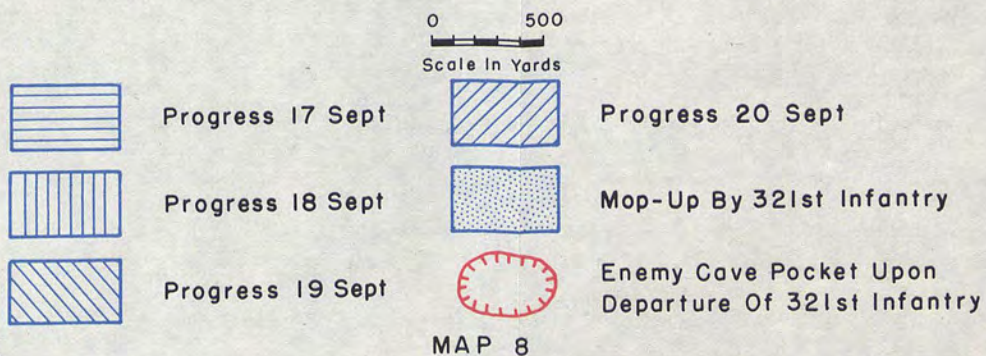 0 500
Scale In Yards
Progress 17 Sept
Progress 18 Sept
Progress 19 Sept
Progress 20 Sept
Mop-Up By 321st Infantry
Enemy Cave Pocket Upon
Departure Of 321st Infantry
MAP 8